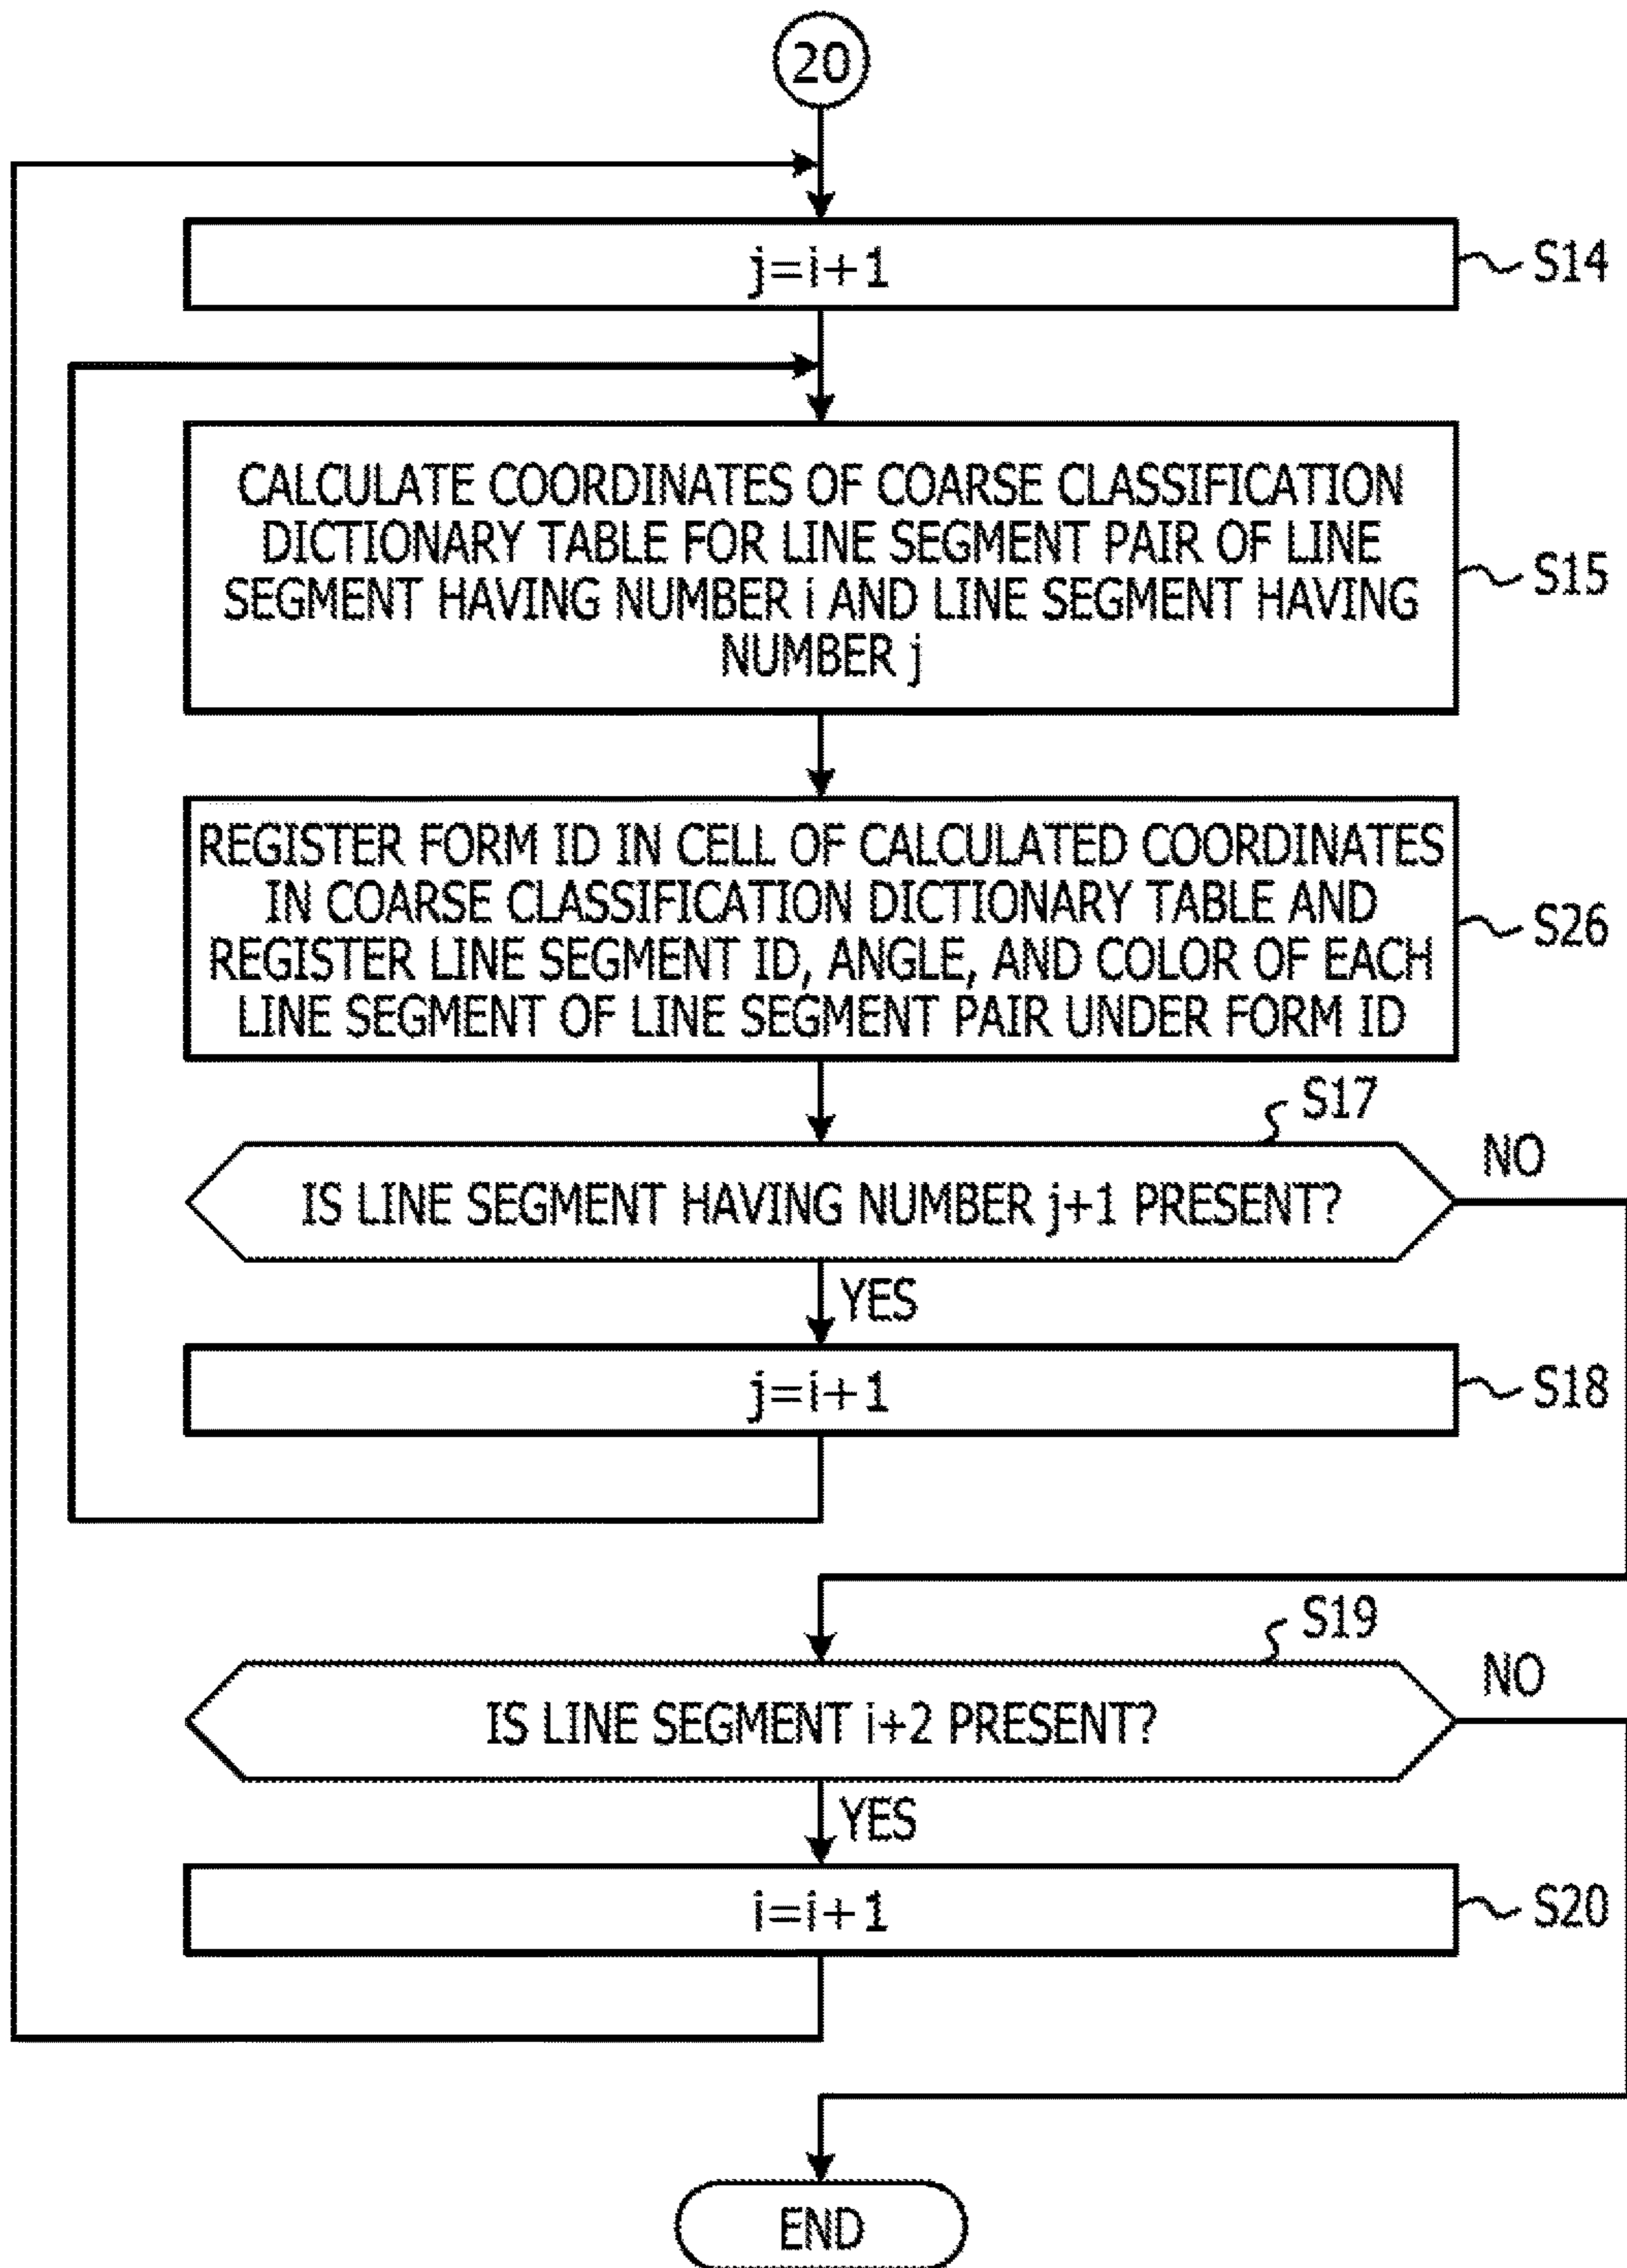 20
j=i+1
S14
CALCULATE COORDINATES OF COARSE CLASSIFICATION
DICTIONARY TABLE FOR LINE SEGMENT PAIR OF LINE
SEGMENT HAVING NUMBER i AND LINE SEGMENT HAVING
NUMBER j
S15
REGISTER FORM ID IN CELL OF CALCULATED COORDINATES
IN COARSE CLASSIFICATION DICTIONARY TABLE AND
REGISTER LINE SEGMENT ID, ANGLE, AND COLOR OF EACH
LINE SEGMENT OF LINE SEGMENT PAIR UNDER FORM ID
S26
S17
IS LINE SEGMENT HAVING NUMBER j+1 PRESENT?
NO
YES
j=i+1
S18
S19
IS LINE SEGMENT i+2 PRESENT?
NO
YES
i=i+1
S20
END